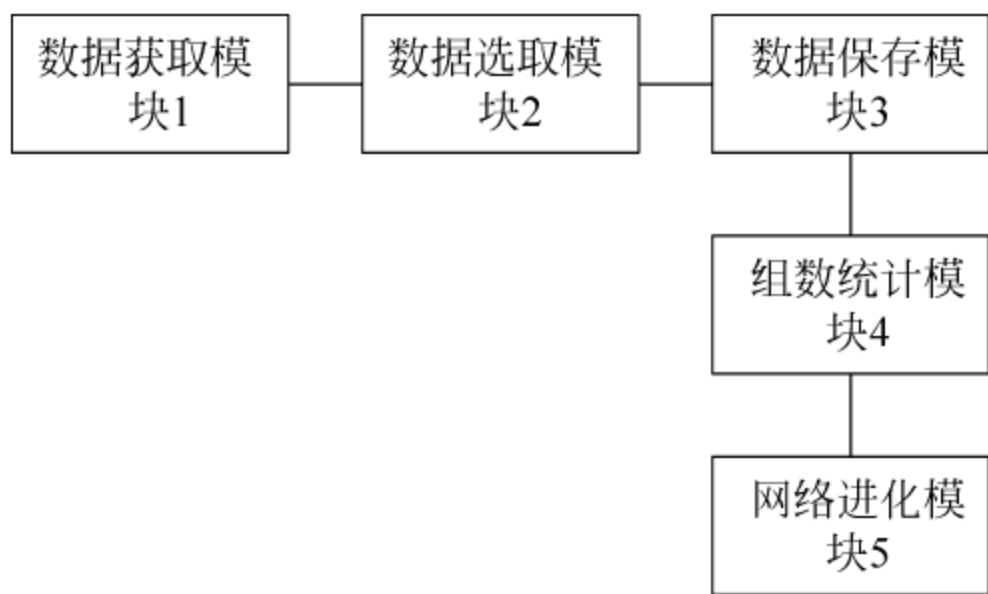 数据获取模
块1
数据选取模
块2
数据保存模
块3
组数统计模
块4
网络进化模
块5